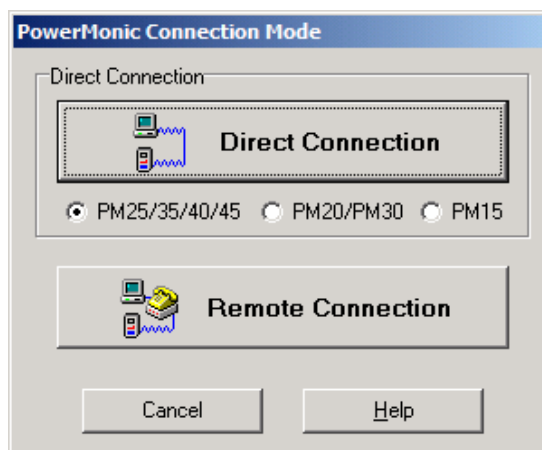 PowerMonic Connection Mode
Direct Connection
Direct Connection
PM25/35/40/45 PM20/PM30 PM15
Remote Connection
Cancel Help